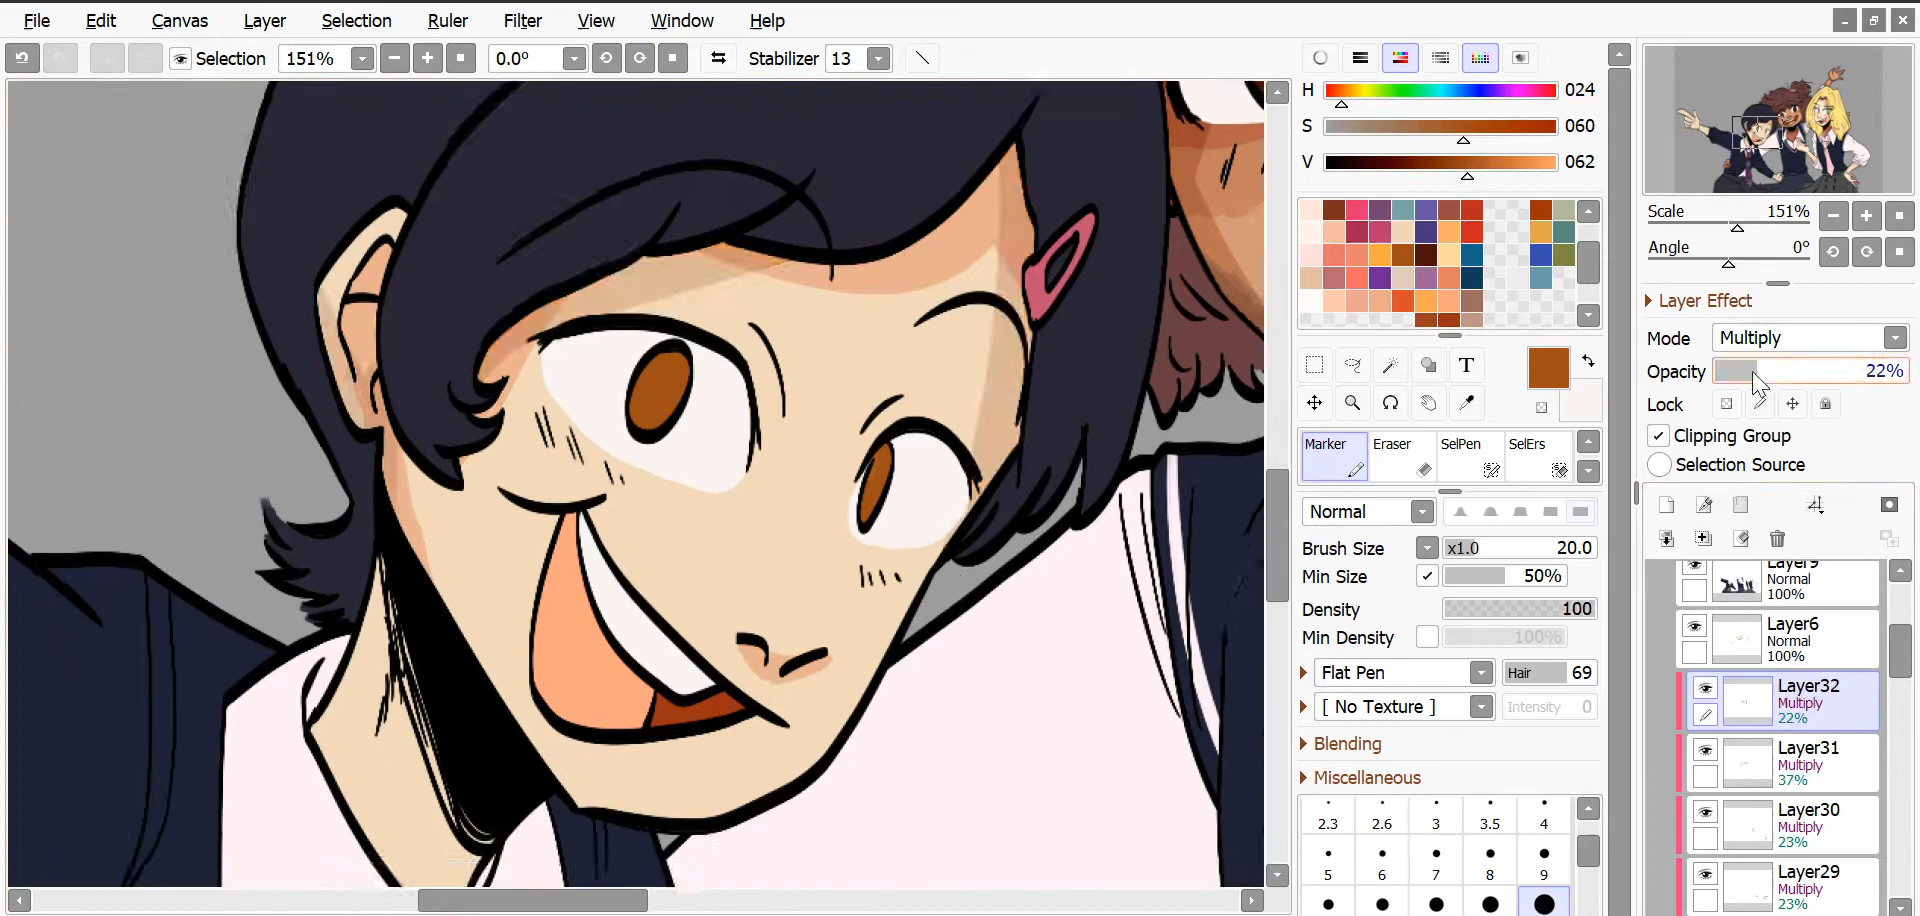 File Edit Canvas Layer Selection Ruler Filter View Window Help
Selection 151% 0.0º Stabilizer 13
H 024
S 060
V 062
T
Marker Eraser SelPen SelErs
Normal
Brush Size x1.0 20.0
Min Size 50%
Density 100
Min Density 100%
Flat Pen Hair 69
[ No Texture ] Intensity 0
Blending
Miscellaneous
2.3 2.6 3 3.5 4
5 6 7 8 9
Scale 151%
Angle 0º
Layer Effect
Mode Multiply
Opacity 22%
Lock
Clipping Group
Selection Source
Layer9
Normal
100%
Layer6
Normal
100%
Layer32
Multiply
22%
Layer31
Multiply
37%
Layer30
Multiply
23%
Layer29
Multiply
23%